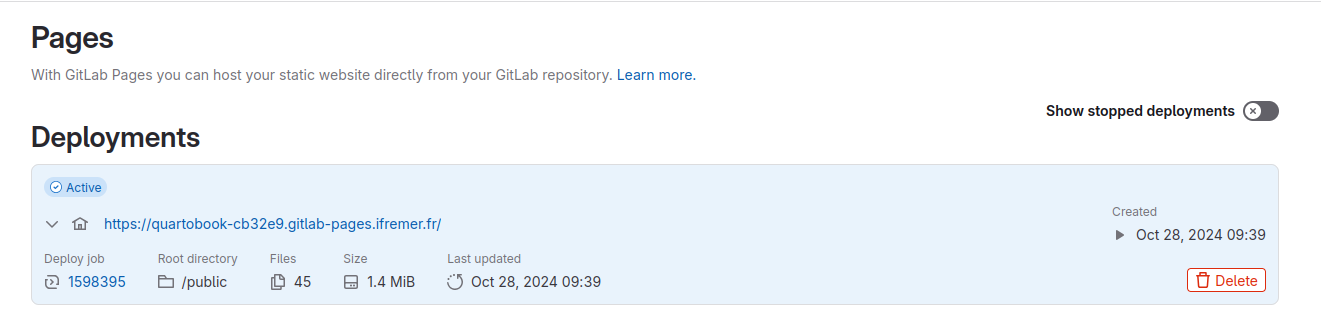 Pages
With GitLab Pages you can host your static website directly from your GitLab repository. Learn more.
Show stopped deployments
Deployments
Active
https://quartobook-cb32e9.gitlab-pages.ifremer.fr/
Created
Oct 28, 2024 09:39
Deploy job
1598395
Root directory
/public
Files
45
Size
1.4 MiB
Last updated
Oct 28, 2024 09:39
Delete